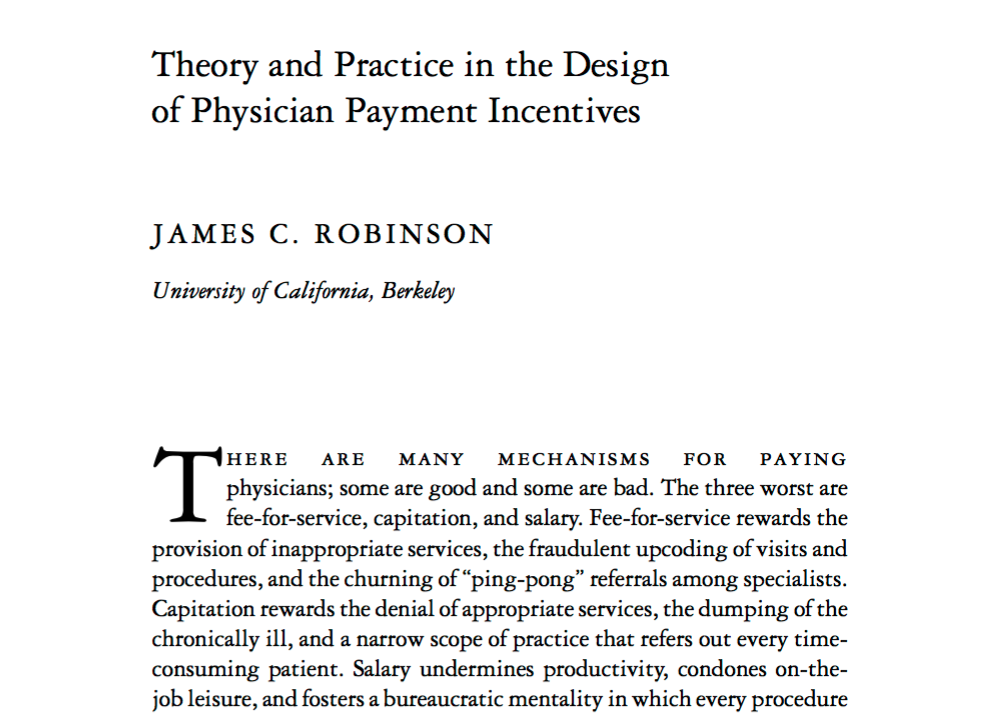 Theory and Practice in the Design
of Physician Payment Incentives
JAMES C. ROBINSON
University of California, Berkeley
THERE ARE MANY MECHANISMS FOR PAYING
physicians; some are good and some are bad. The three worst are
fee-for-service, capitation, and salary. Fee-for-service rewards the
provision of inappropriate services, the fraudulent upcoding of visits and
procedures, and the churning of “ping-pong” referrals among specialists.
Capitation rewards the denial of appropriate services, the dumping of the
chronically ill, and a narrow scope of practice that refers out every time-
consuming patient. Salary undermines productivity, condones on-the-
job leisure, and fosters a bureaucratic mentality in which every procedure